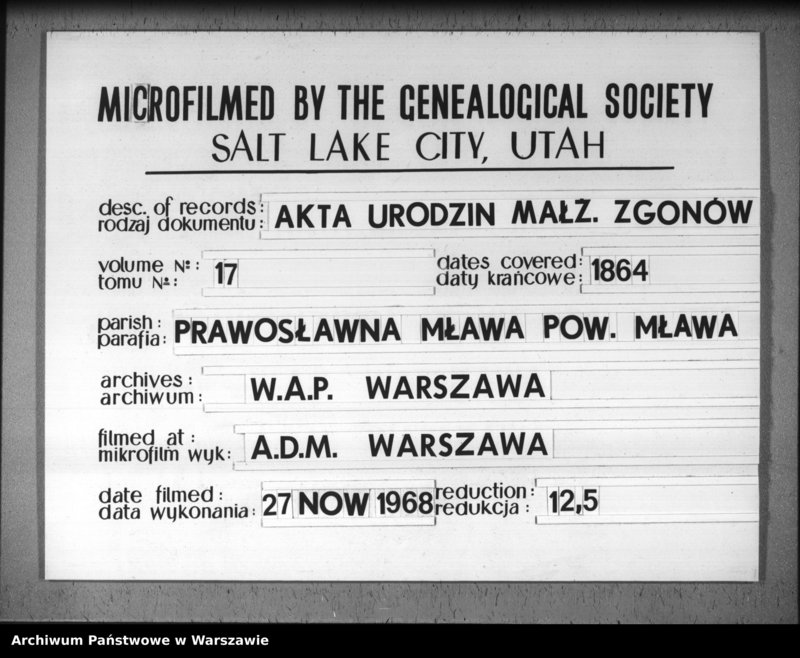 MICROFILMED BY THE GENEALOGICAL SOCIETY
SALT LAKE CITY, UTAH
desc. of records: AKTA URODZIN MAŁŻ. ZGONÓW
rodzaj dokumentu:
volume №: 17 dates covered: 1864
tomu №: daty krańcowe:
parish: PRAWOSŁAWNA MŁAWA POW. MŁAWA
parafia:
archives: W.A.P. WARSZAWA
archiwum:
filmed at: A.D.M. WARSZAWA
mikrofilm wyk:
date filmed: 27 NOW 1968 reduction: 12,5
data wykonania: redukcja:
Archiwum Państwowe w Warszawie